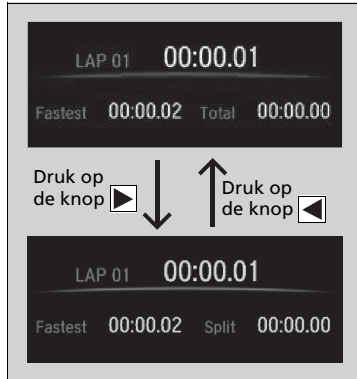 LAP 01 00:00.01
Fastest 00:00.02 Total 00:00.00
Druk op
de knop
Druk op
de knop
LAP 01 00:00.01
Fastest 00:00.02 Split 00:00.00